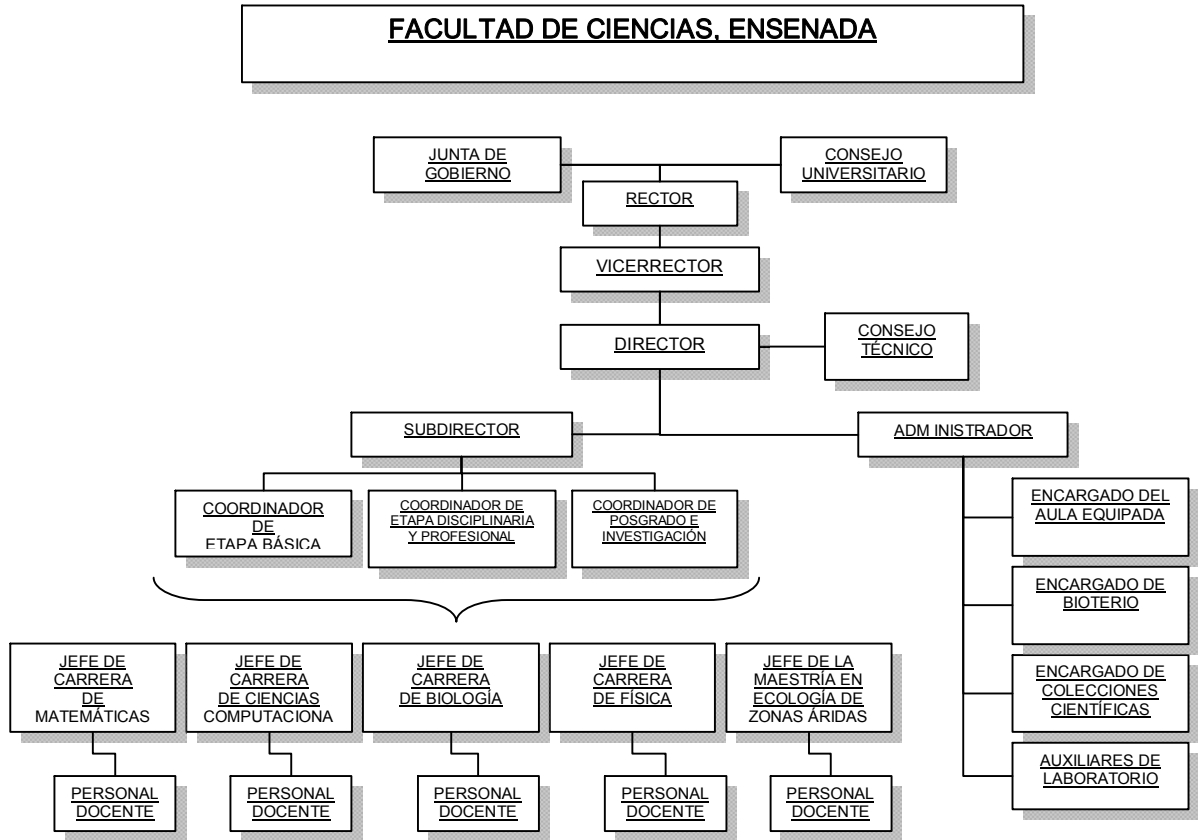 FACULTAD DE CIENCIAS, ENSENADA
JUNTA DE
GOBIERNO
CONSEJO
UNIVERSITARIO
RECTOR
VICERRECTOR
DIRECTOR
CONSEJO
TÉCNICO
SUBDIRECTOR
ADM INISTRADOR
COORDINADOR
DE
ETAPA BÁSICA
COORDINADOR DE
ETAPA DISCIPLINARIA
Y PROFESIONAL
COORDINADOR DE
POSGRADO E
INVESTIGACIÓN
ENCARGADO DEL
AULA EQUIPADA
ENCARGADO DE
BIOTERIO
ENCARGADO DE
COLECCIONES
CIENTÍFICAS
AUXILIARES DE
LABORATORIO
JEFE DE
CARRERA
DE
MATEMÁTICAS
JEFE DE
CARRERA
DE CIENCIAS
COMPUTACIONA
JEFE DE
CARRERA
DE BIOLOGÍA
JEFE DE
CARRERA
DE FÍSICA
JEFE DE LA
MAESTRÍA EN
ECOLOGÍA DE
ZONAS ÁRIDAS
PERSONAL
DOCENTE
PERSONAL
DOCENTE
PERSONAL
DOCENTE
PERSONAL
DOCENTE
PERSONAL
DOCENTE